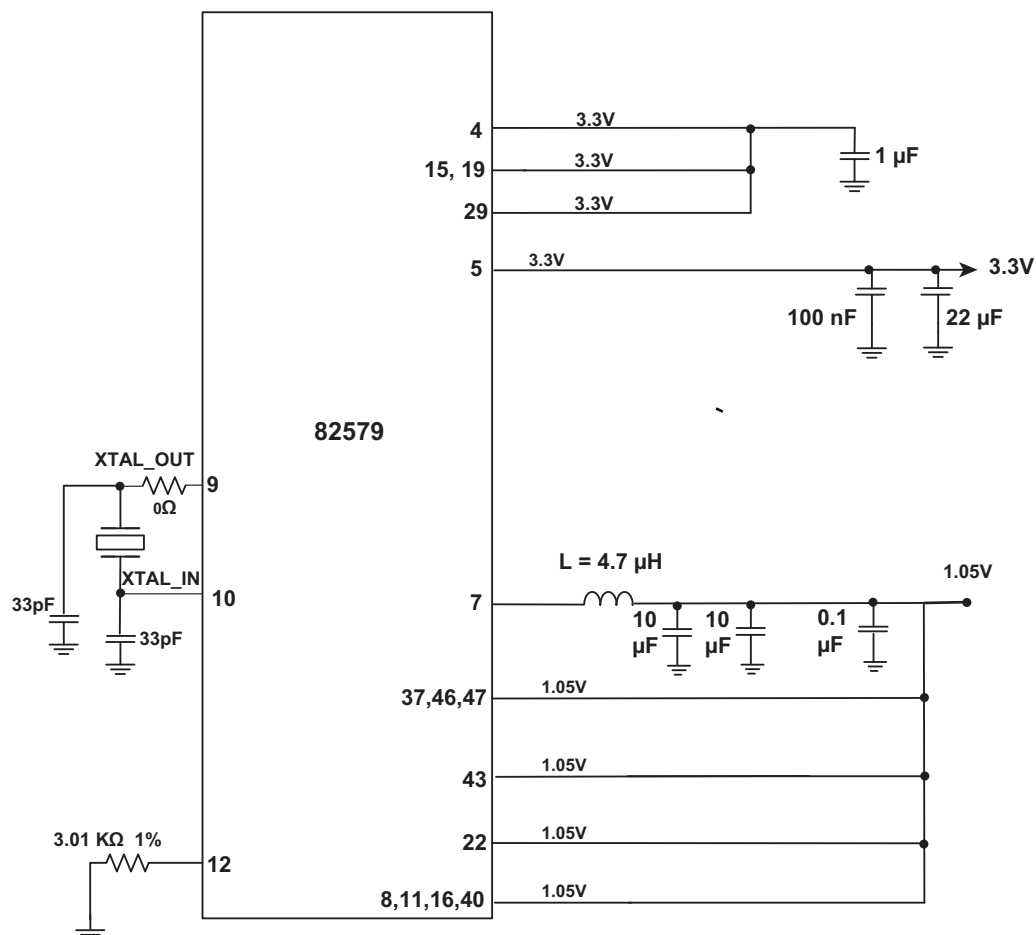 4
3.3V
1 µF
15, 19
3.3V
29
3.3V
5
3.3V
3.3V
100 nF
22 µF
82579
XTAL_OUT
9
0Ω
XTAL_IN
10
33pF
33pF
L = 4.7 µH
1.05V
7
10
µF
10
µF
0.1
µF
37,46,47
1.05V
43
1.05V
22
1.05V
3.01 KΩ 1%
12
8,11,16,40
1.05V